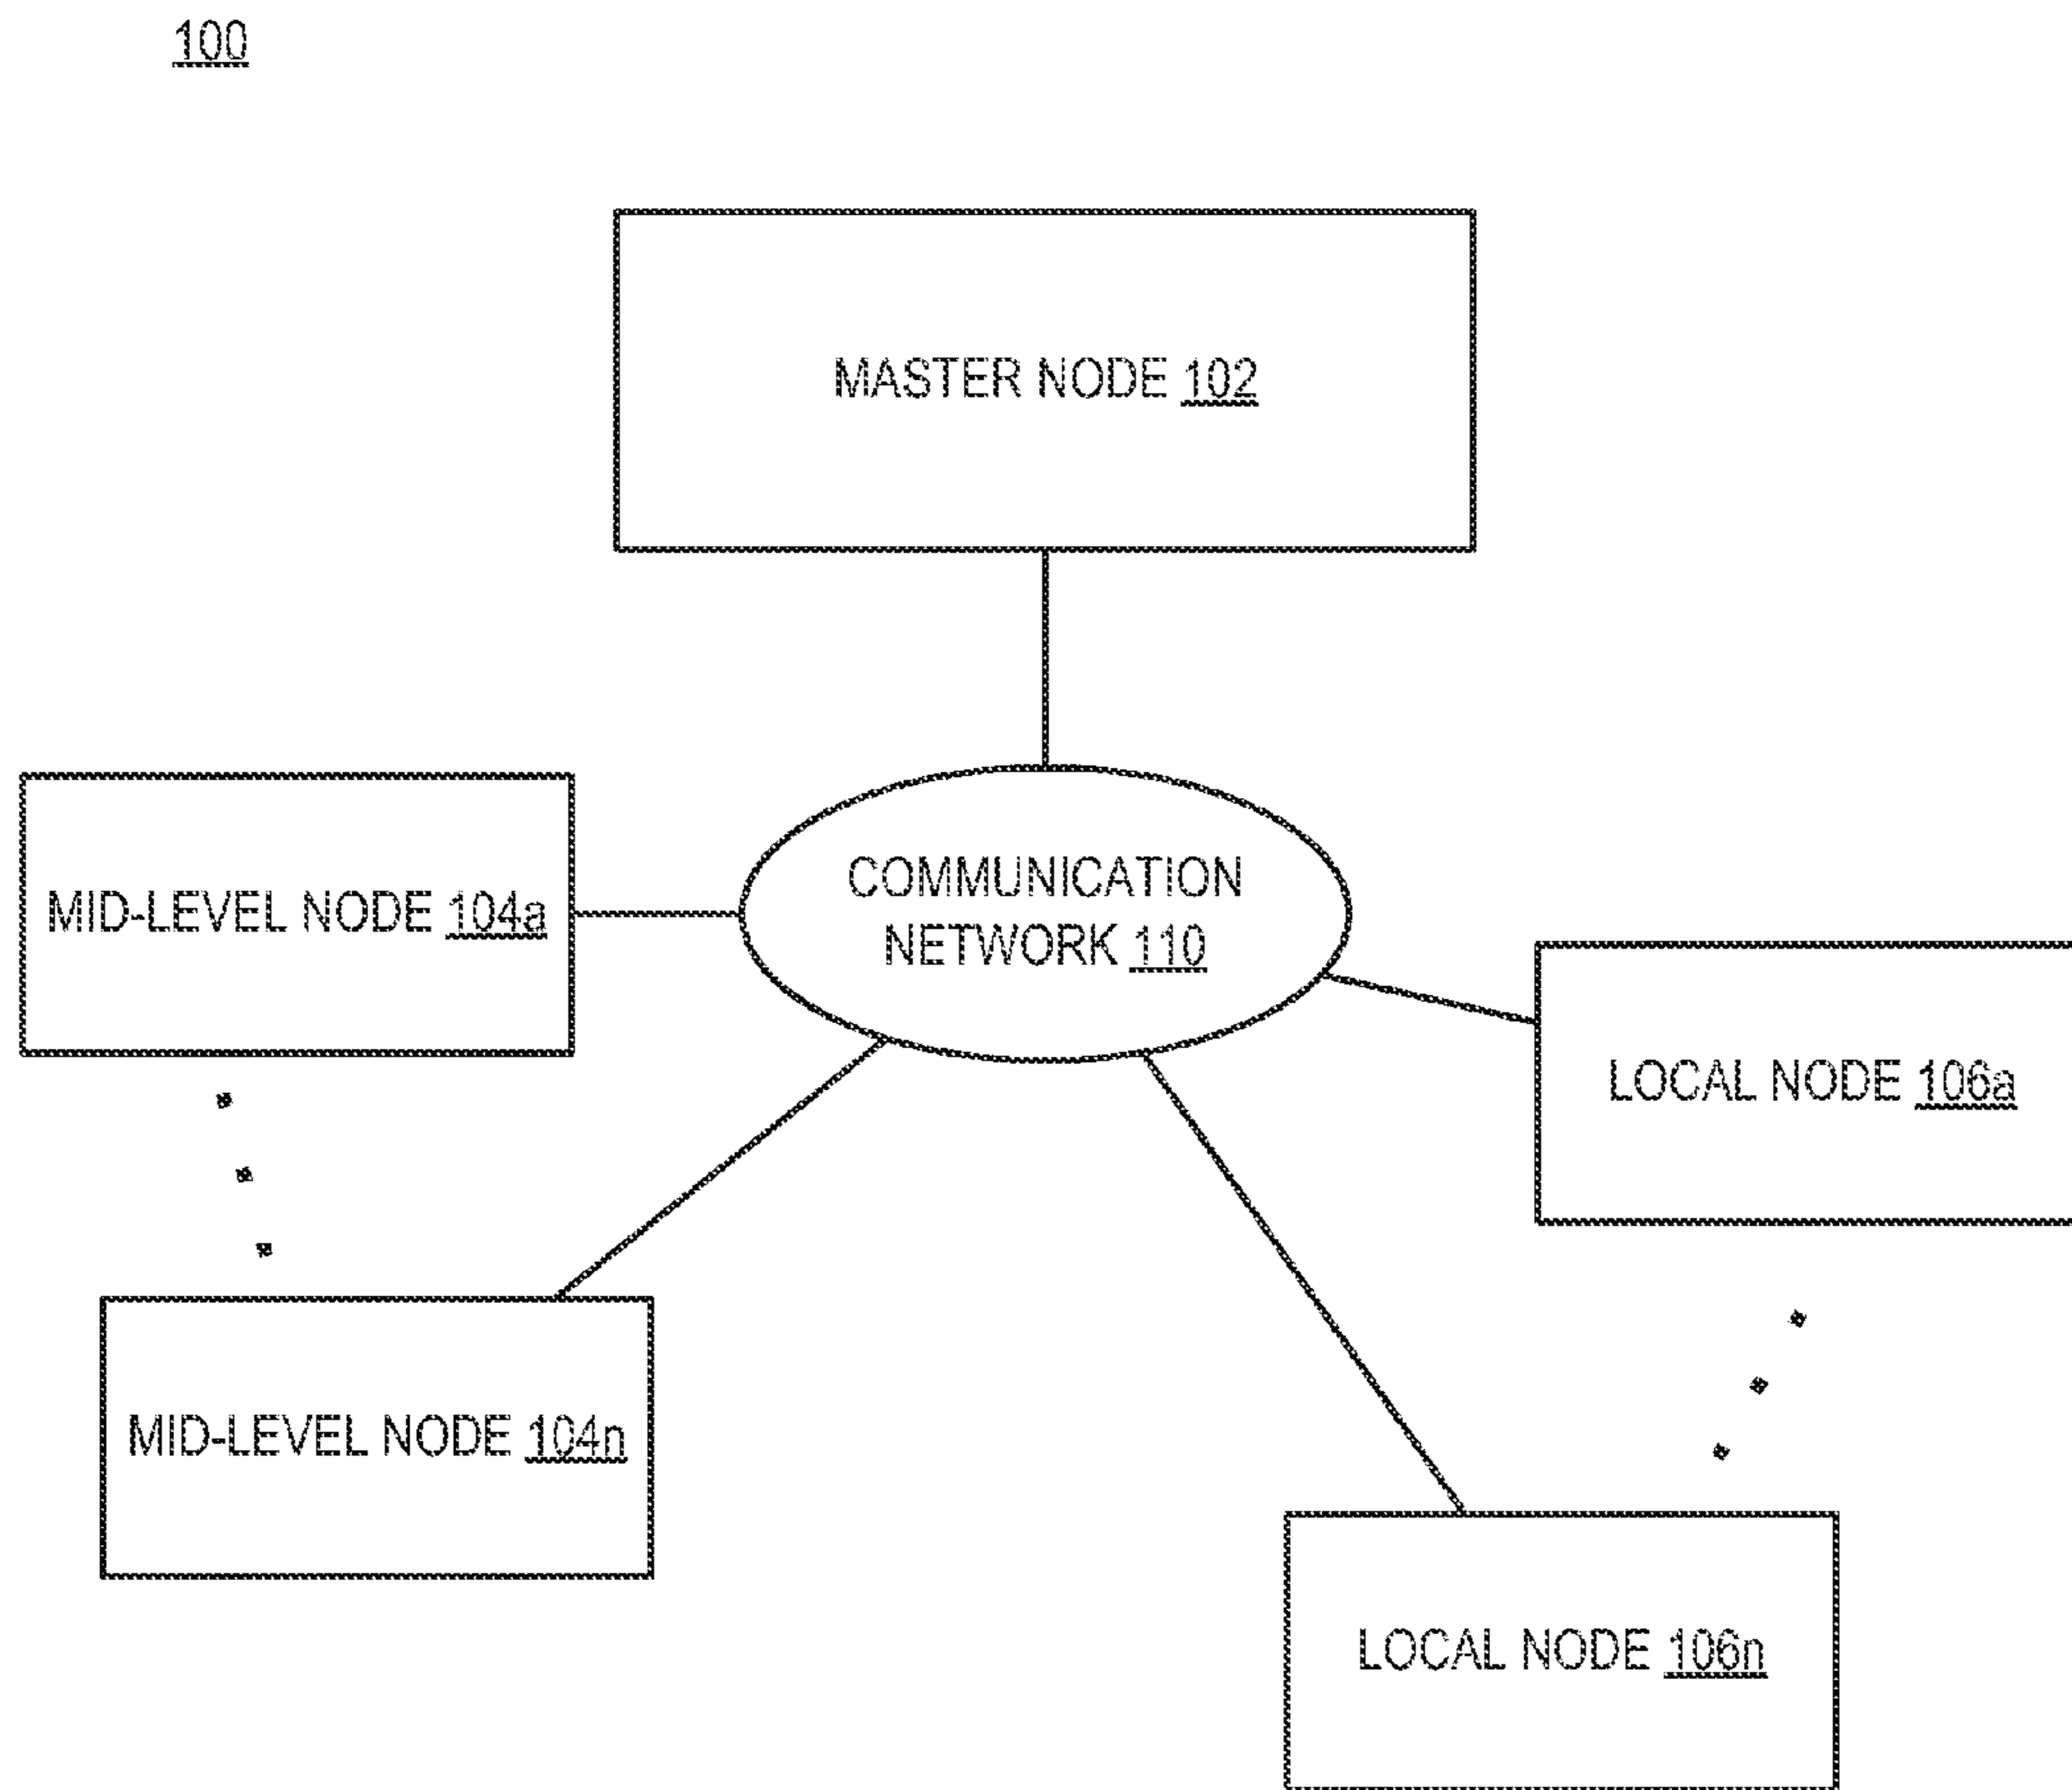 100
MASTER NODE 102
COMMUNICATION
NETWORK 110
MID-LEVEL NODE 104a
LOCAL NODE 106a
MID-LEVEL NODE 104n
LOCAL NODE 106n